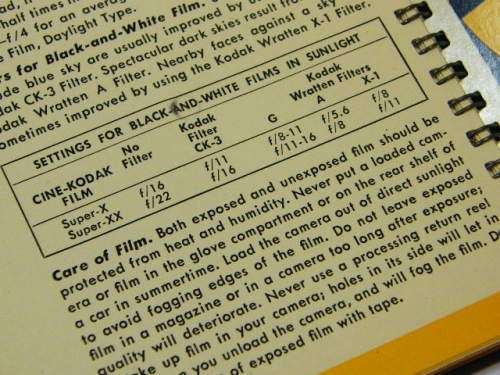 f/4 for an average
e Film, Daylight Type.
rs for Black-and-White Film.
ude blue sky are usually improved by us
dak CK-3 Filter. Spectacular dark skies result from
dak Wratten A Filter. Nearby faces against a sky
ometimes improved by using the Kodak Wratten X-1 Filter.
SETTINGS FOR BLACK-AND-WHITE FILMS IN SUNLIGHT
CINE-KODAK FILM No Filter Kodak Filter CK-3 Kodak Wratten Filters G A X-1
Super-X f/16 f/11 f/8-11 f/5.6 f/8
Super-XX f/22 f/16 f/11-16 f/8 f/11
Care of Film. Both exposed and unexposed film should be
protected from heat and humidity. Never put a loaded cam-
era or film in the glove compartment or on the rear shelf of
a car in summertime. Load the camera out of direct sunlight
to avoid fogging edges of the film. Do not leave exposed
film in a magazine or in a camera too long after exposure;
quality will deteriorate. Never use a processing return reel
ke up film in your camera; holes in its side will let in
n you unload the camera, and will fog the film. Do
of exposed film with tape.